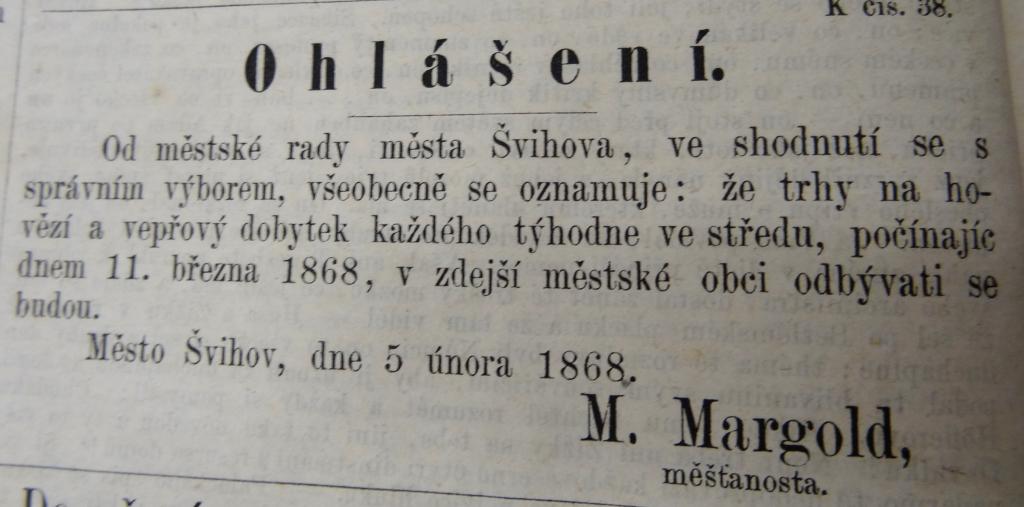 K čis. 38.
Ohlášení.
Od městské rady města Švihova, ve shodnutí se s
správním výborem, všeobecně se oznamuje: že trhy na ho-
vězí a vepřový dobytek každého týhodne ve středu, počínajíc
dnem 11. března 1868, v zdejší městské obci odbývati se
budou.
Město Švihov, dne 5 února 1868.
M. Margold,
měšťanosta.